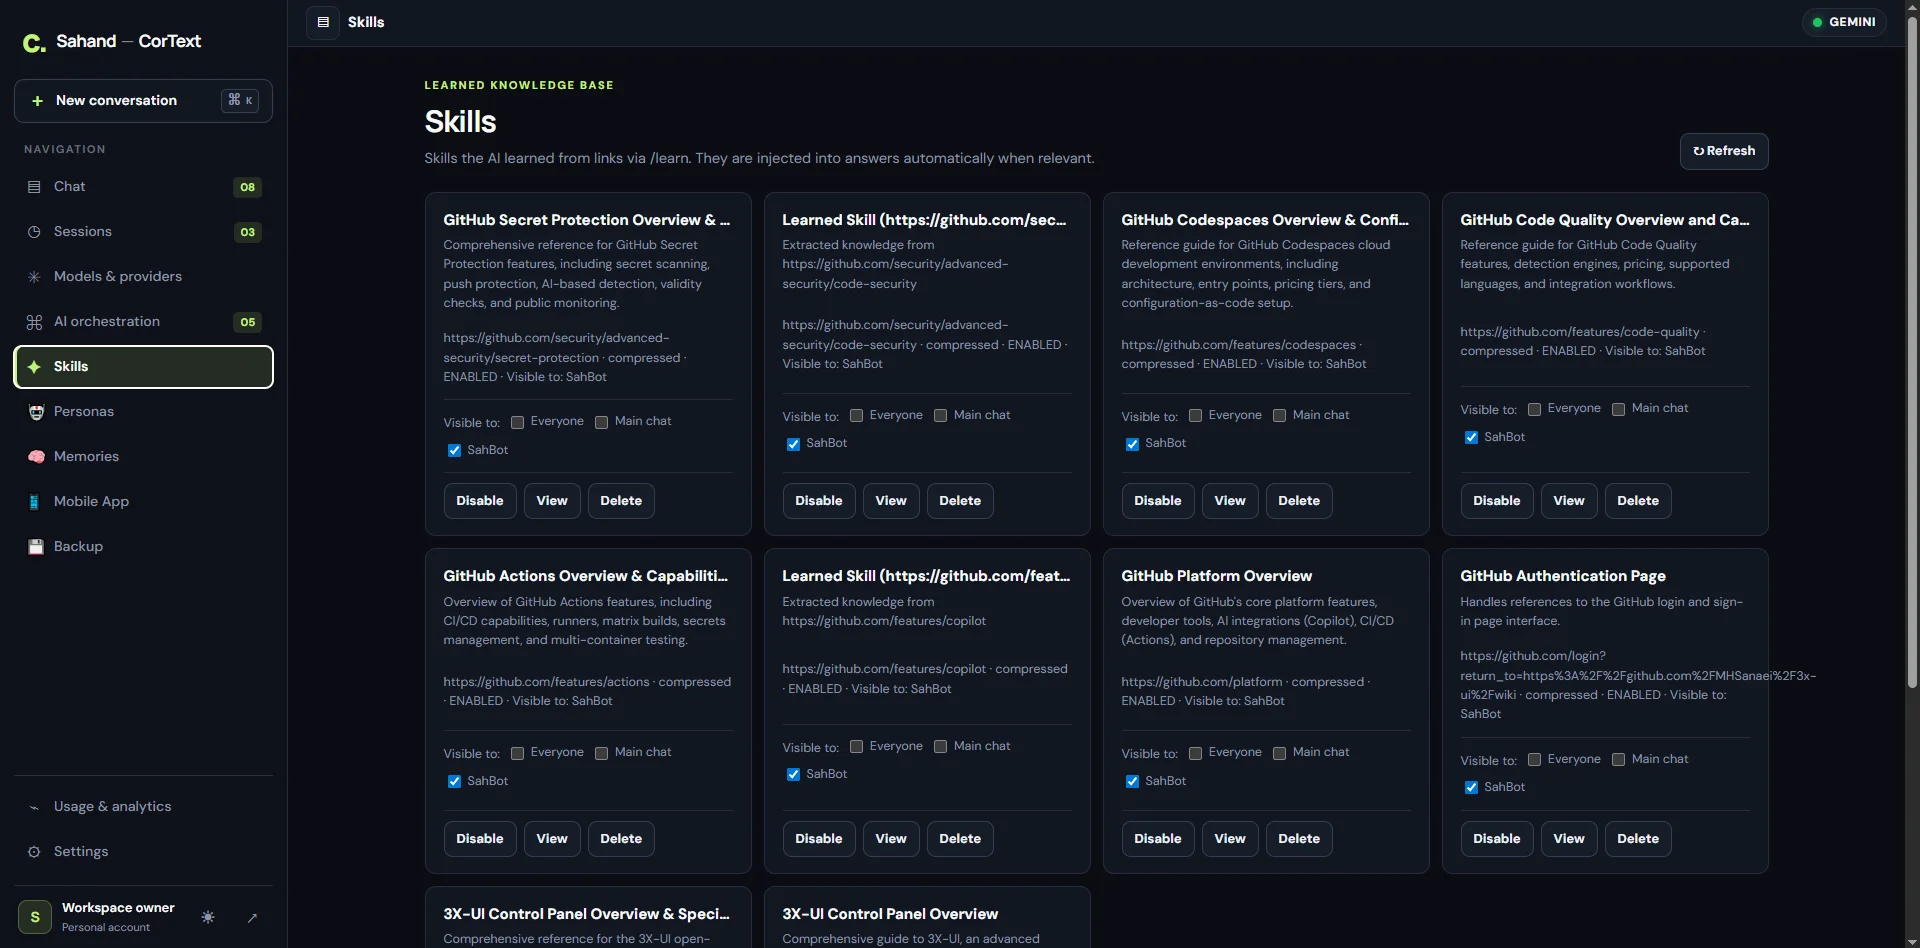 C. Sahand — CorText
+ New conversation ⌘ K
NAVIGATION
Chat 08
Sessions 03
Models & providers
AI orchestration 05
Skills
Personas
Memories
Mobile App
Backup
Usage & analytics
Settings
S Workspace owner
Personal account
Skills
GEMINI
LEARNED KNOWLEDGE BASE
Skills
Skills the AI learned from links via /learn. They are injected into answers automatically when relevant.
↻ Refresh
GitHub Secret Protection Overview & ...
Comprehensive reference for GitHub Secret
Protection features, including secret scanning,
push protection, AI-based detection, validity
checks, and public monitoring.
https://github.com/security/advanced-
security/secret-protection · compressed ·
ENABLED · Visible to: SahBot
Visible to: Everyone Main chat
SahBot
Disable View Delete
Learned Skill (https://github.com/sec...
Extracted knowledge from
https://github.com/security/advanced-
security/code-security
https://github.com/security/advanced-
security/code-security · compressed · ENABLED ·
Visible to: SahBot
Visible to: Everyone Main chat
SahBot
Disable View Delete
GitHub Codespaces Overview & Confi...
Reference guide for GitHub Codespaces cloud
development environments, including
architecture, entry points, pricing tiers, and
configuration-as-code setup.
https://github.com/features/codespaces ·
compressed · ENABLED · Visible to: SahBot
Visible to: Everyone Main chat
SahBot
Disable View Delete
GitHub Code Quality Overview and Ca...
Reference guide for GitHub Code Quality
features, detection engines, pricing, supported
languages, and integration workflows.
https://github.com/features/code-quality ·
compressed · ENABLED · Visible to: SahBot
Visible to: Everyone Main chat
SahBot
Disable View Delete
GitHub Actions Overview & Capabiliti...
Overview of GitHub Actions features, including
CI/CD capabilities, runners, matrix builds, secrets
management, and multi-container testing.
https://github.com/features/actions · compressed
· ENABLED · Visible to: SahBot
Visible to: Everyone Main chat
SahBot
Disable View Delete
Learned Skill (https://github.com/feat...
Extracted knowledge from
https://github.com/features/copilot
https://github.com/features/copilot · compressed
· ENABLED · Visible to: SahBot
Visible to: Everyone Main chat
SahBot
Disable View Delete
GitHub Platform Overview
Overview of GitHub's core platform features,
developer tools, AI integrations (Copilot), CI/CD
(Actions), and repository management.
https://github.com/platform · compressed ·
ENABLED · Visible to: SahBot
Visible to: Everyone Main chat
SahBot
Disable View Delete
GitHub Authentication Page
Handles references to the GitHub login and sign-
in page interface.
https://github.com/login?
return_to=https%3A%2F%2Fgithub.com%2FMHSanaei%2F3x-
ui%2Fwiki · compressed · ENABLED · Visible to:
SahBot
Visible to: Everyone Main chat
SahBot
Disable View Delete
3X-UI Control Panel Overview & Speci...
Comprehensive reference for the 3X-UI open-
3X-UI Control Panel Overview
Comprehensive guide to 3X-UI, an advanced